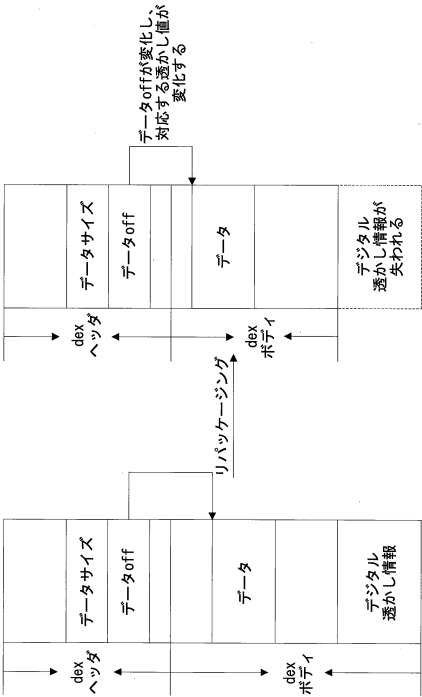 dex
ヘッダ
データサイズ
データoff
dex
ボディ
データ
デジタル
透かし情報
リパッケージング
dex
ヘッダ
データサイズ
データoff
データoffが変化し、
対応する透かし値が
変化する
dex
ボディ
データ
デジタル
透かし情報が
失われる